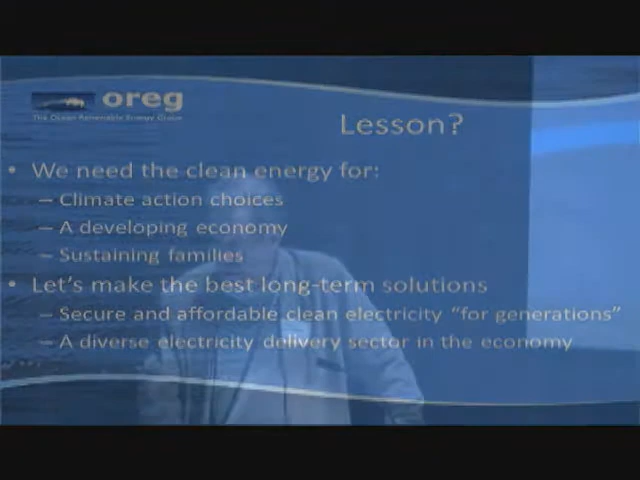 oreg
The Ocean Renewable Energy Group
Lesson?
• We need the clean energy for:
– Climate action choices
– A developing economy
– Sustaining families
• Let's make the best long-term solutions
– Secure and affordable clean electricity "for generations"
– A diverse electricity delivery sector in the economy